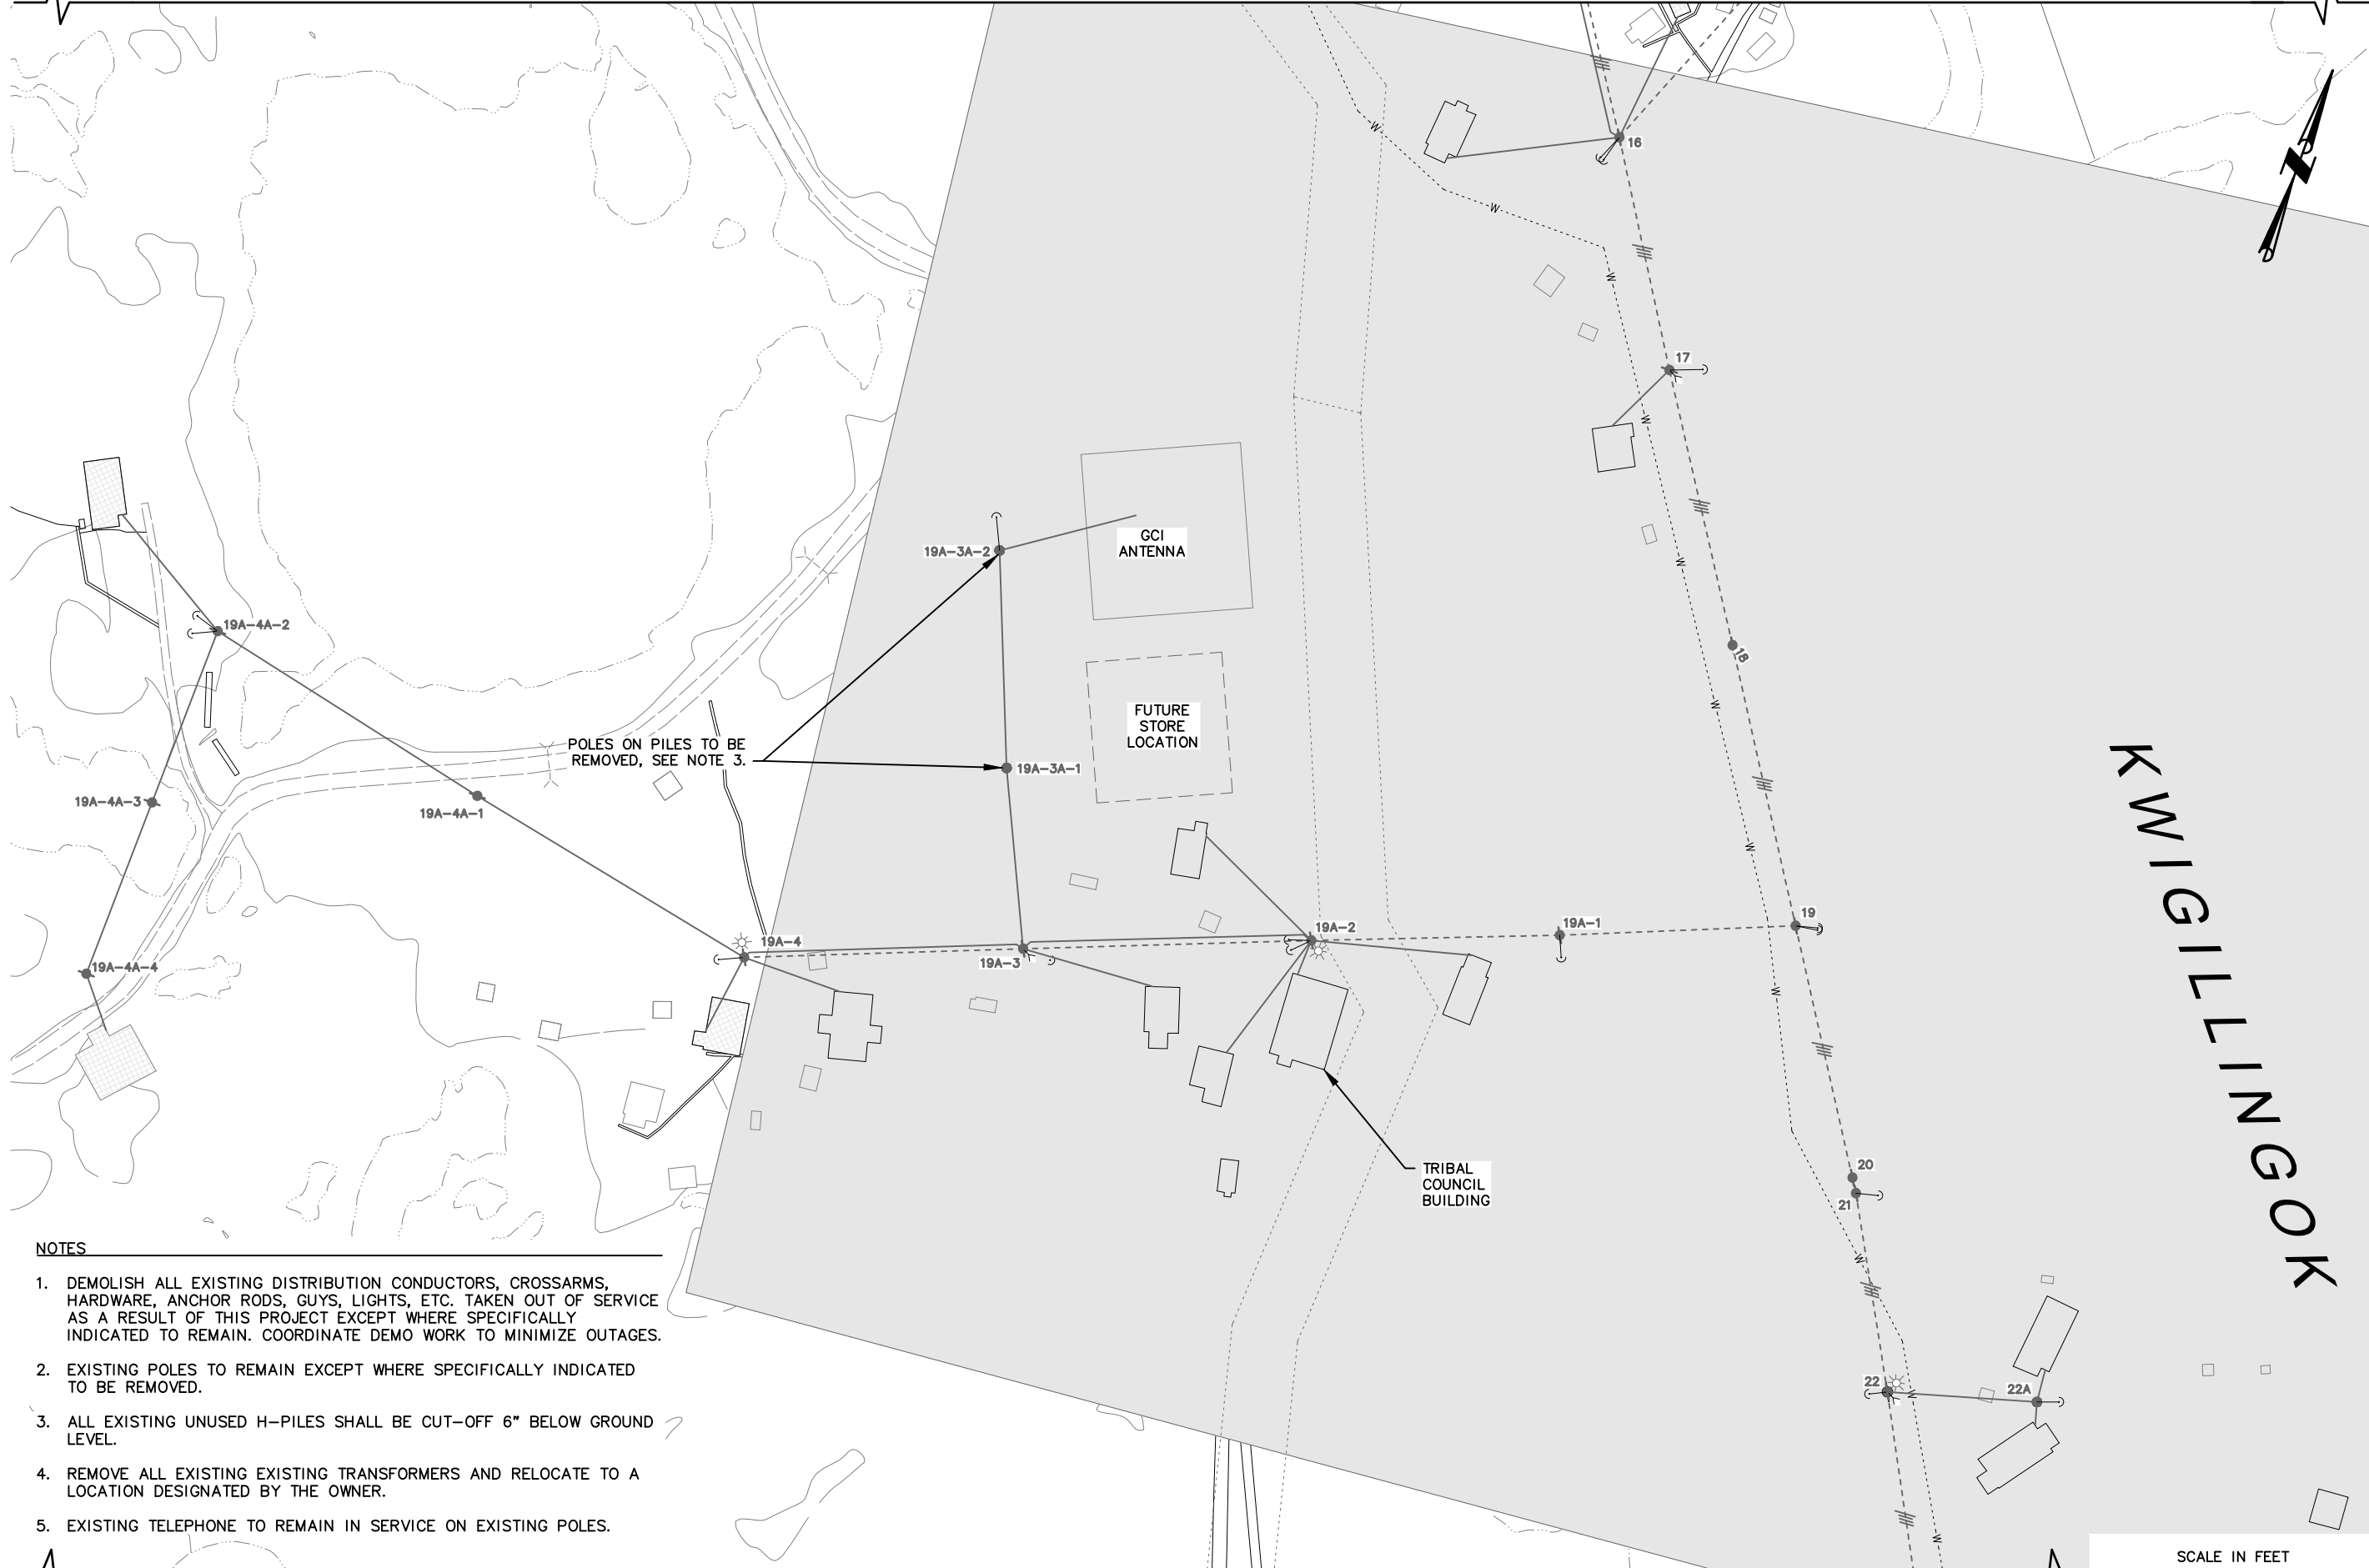 16
17
18
19A-3A-2
GCI
ANTENNA
19A-4A-2
FUTURE
STORE
LOCATION
POLES ON PILES TO BE
REMOVED, SEE NOTE 3.
19A-3A-1
19A-4A-3
19A-4A-1
19A-4
19A-3
19A-2
19A-1
19
19A-4A-4
20
21
TRIBAL
COUNCIL
BUILDING
KWIGILLINGOK
22
22A
W
W
W
W
W
W
W
W
W
W
W
N
NOTES
1. DEMOLISH ALL EXISTING DISTRIBUTION CONDUCTORS, CROSSARMS,
HARDWARE, ANCHOR RODS, GUYS, LIGHTS, ETC. TAKEN OUT OF SERVICE
AS A RESULT OF THIS PROJECT EXCEPT WHERE SPECIFICALLY
INDICATED TO REMAIN. COORDINATE DEMO WORK TO MINIMIZE OUTAGES.
2. EXISTING POLES TO REMAIN EXCEPT WHERE SPECIFICALLY INDICATED
TO BE REMOVED.
3. ALL EXISTING UNUSED H-PILES SHALL BE CUT-OFF 6" BELOW GROUND
LEVEL.
4. REMOVE ALL EXISTING EXISTING TRANSFORMERS AND RELOCATE TO A
LOCATION DESIGNATED BY THE OWNER.
5. EXISTING TELEPHONE TO REMAIN IN SERVICE ON EXISTING POLES.
SCALE IN FEET